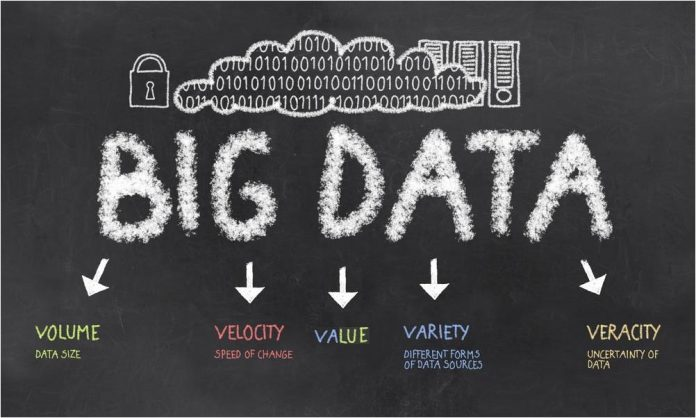 BIG DATA
VOLUME
DATA SIZE
VELOCITY
SPEED OF CHANGE
VALUE
VARIETY
DIFFERENT FORMS
OF DATA SOURCES
VERACITY
UNCERTAINTY OF
DATA